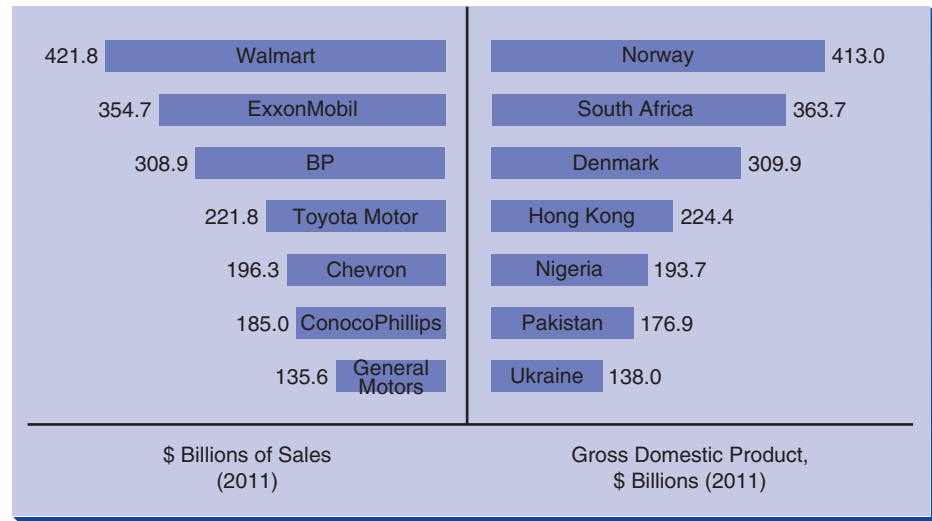 421.8 Walmart Norway 413.0
354.7 ExxonMobil South Africa 363.7
308.9 BP Denmark 309.9
221.8 Toyota Motor Hong Kong 224.4
196.3 Chevron Nigeria 193.7
185.0 ConocoPhillips Pakistan 176.9
135.6 General
Motors Ukraine 138.0
$ Billions of Sales
(2011)
Gross Domestic Product,
$ Billions (2011)